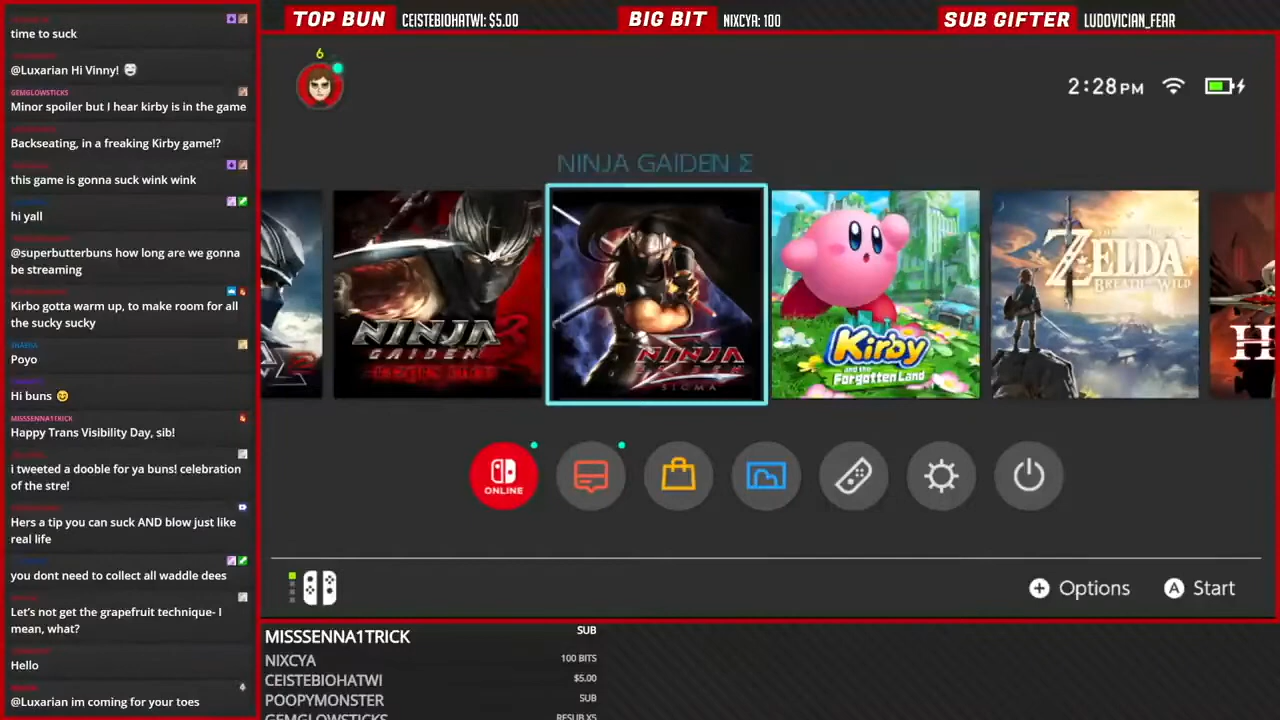 TOP BUN
CEISTEBIOHATWI: $5.00
BIG BIT
NIXCYA: 100
SUB GIFTER
LUDOVICIAN_FEAR
time to suck
@Luxarian Hi Vinny!
GEMGLOWSTICKS
Minor spoiler but I hear kirby is in the game
Backseating, in a freaking Kirby game!?
this game is gonna suck wink wink
hi yall
@superbutterbuns how long are we gonna
be streaming
Kirbo gotta warm up, to make room for all
the sucky sucky
Poyo
Hi buns
MISSSENNA1TRICK
Happy Trans Visibility Day, sib!
i tweeted a dooble for ya buns! celebration
of the stre!
Hers a tip you can suck AND blow just like
real life
you dont need to collect all waddle dees
Let's not get the grapefruit technique- I
mean, what?
Hello
@Luxarian im coming for your toes
6
2:28 PM
NINJA GAIDEN Σ
NINJA
GAIDEN 3
NINJA
GAIDEN
SIGMA
Kirby
and the
Forgotten Land
THE LEGEND OF
ZELDA
BREATH OF THE WILD
H
ONLINE
+ Options
A Start
MISSSENNA1TRICK SUB
NIXCYA 100 BITS
CEISTEBIOHATWI $5.00
POOPYMONSTER SUB
GEMGLOWSTICKS RESUB X5